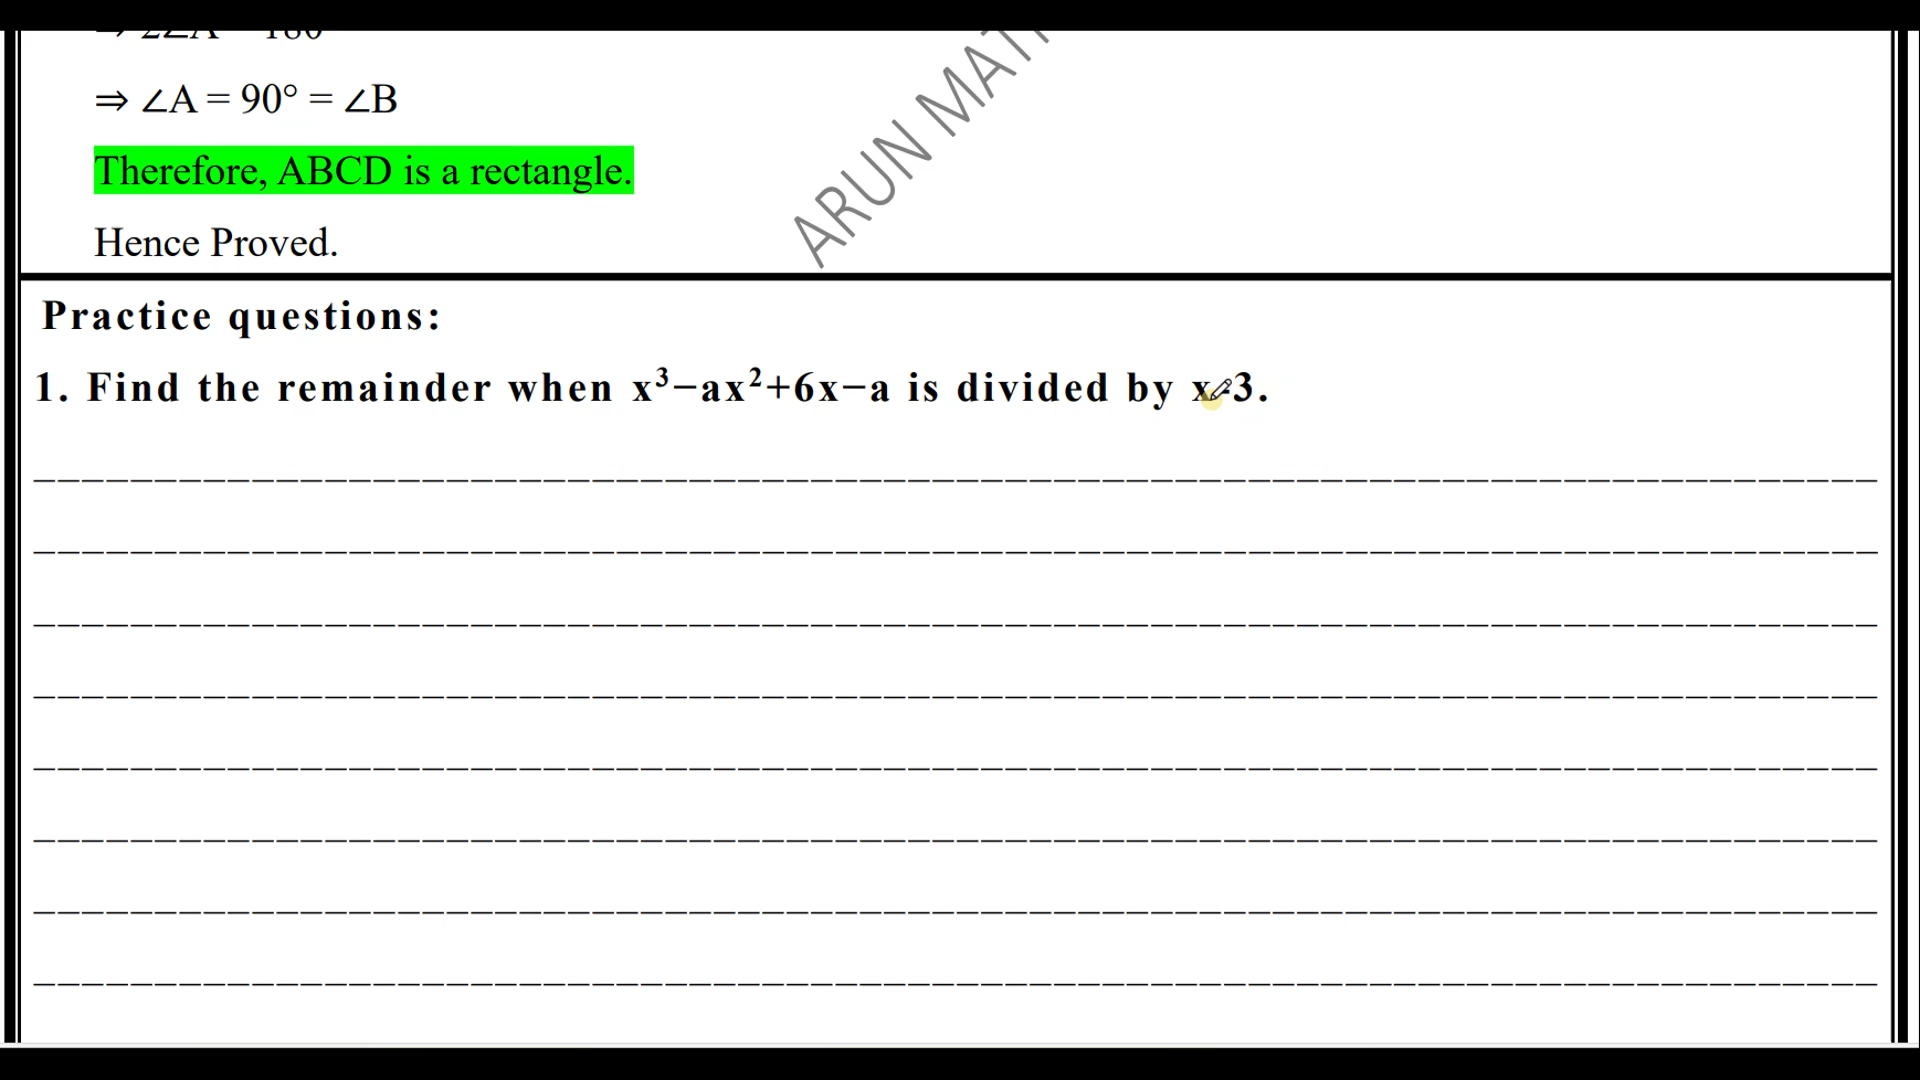 ⇒ ∠A = 90° = ∠B
Therefore, ABCD is a rectangle.
Hence Proved.
ARUN
Practice questions:
1. Find the remainder when x³−ax²+6x−a is divided by x-3.